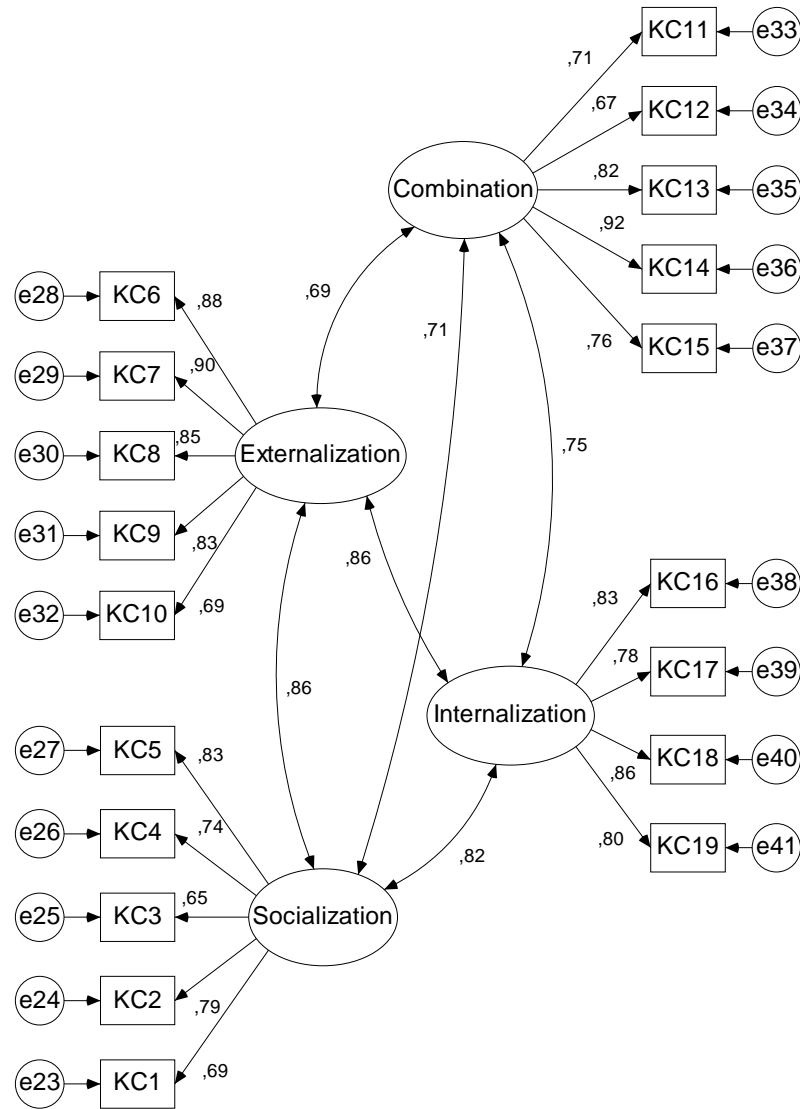 KC11
e33
,71
KC12
e34
,67
Combination
,82
KC13
e35
,92
KC14
e36
,76
KC15
e37
e28
KC6
,88
,69
,71
e29
KC7
,90
e30
KC8
,85
Externalization
,75
e31
KC9
,83
,86
e32
KC10
,69
,83
KC16
e38
,86
,78
KC17
e39
Internalization
e27
KC5
,83
,86
KC18
e40
e26
KC4
,74
,80
KC19
e41
,82
e25
KC3
,65
Socialization
e24
KC2
,79
e23
KC1
,69